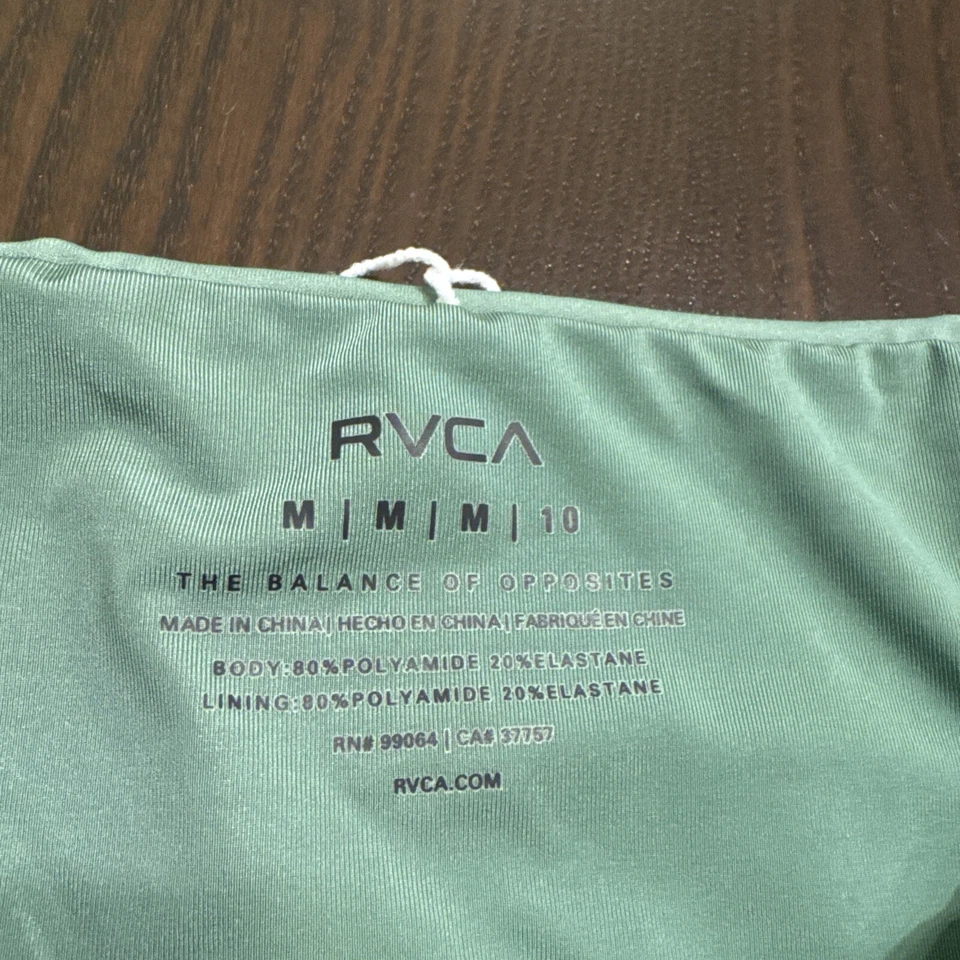 RVCA
M | M | M | 10
THE BALANCE OF OPPOSITES
MADE IN CHINA | HECHO EN CHINA | FABRIQUÉ EN CHINE
BODY:80%POLYAMIDE 20%ELASTANE
LINING:80%POLYAMIDE 20%ELASTANE
RN# 99064 | CA# 37757
RVCA.COM